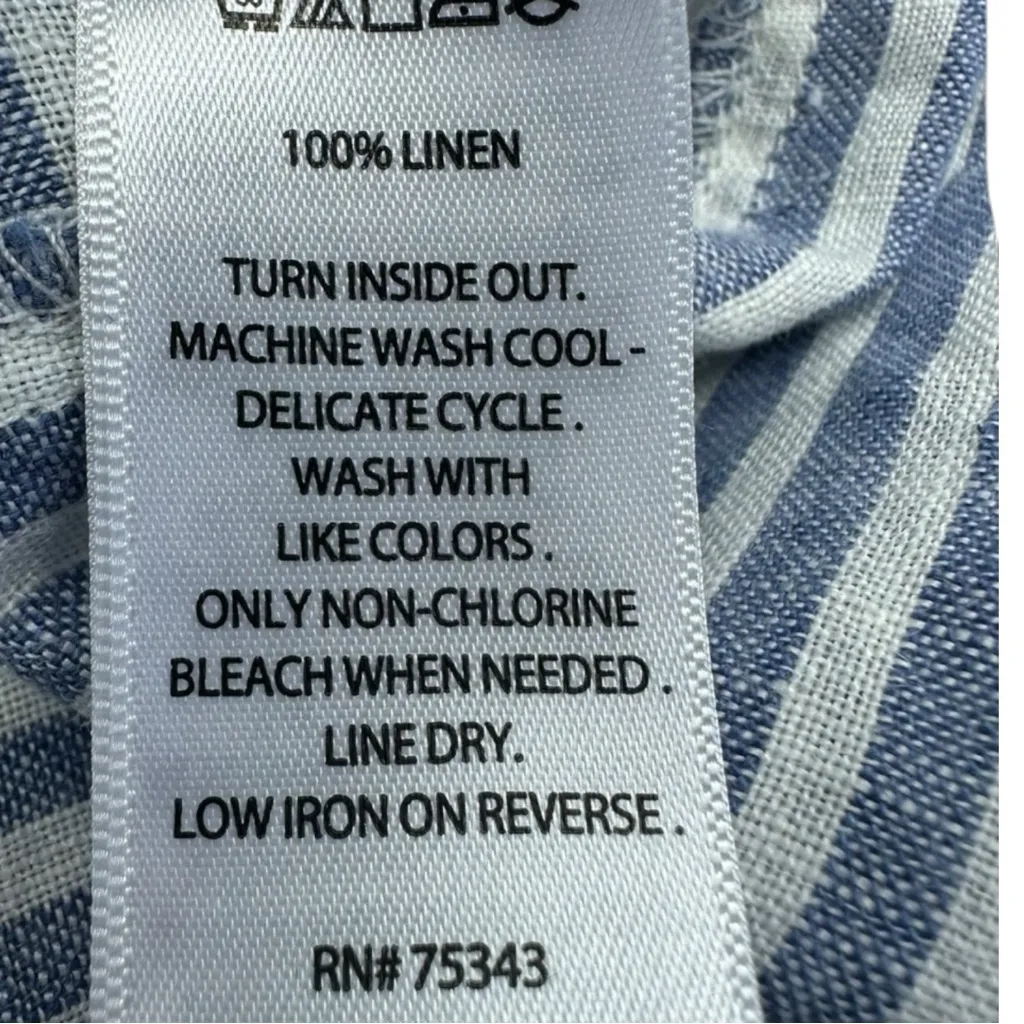 100% LINEN
TURN INSIDE OUT.
MACHINE WASH COOL -
DELICATE CYCLE .
WASH WITH
LIKE COLORS .
ONLY NON-CHLORINE
BLEACH WHEN NEEDED .
LINE DRY.
LOW IRON ON REVERSE .
RN# 75343